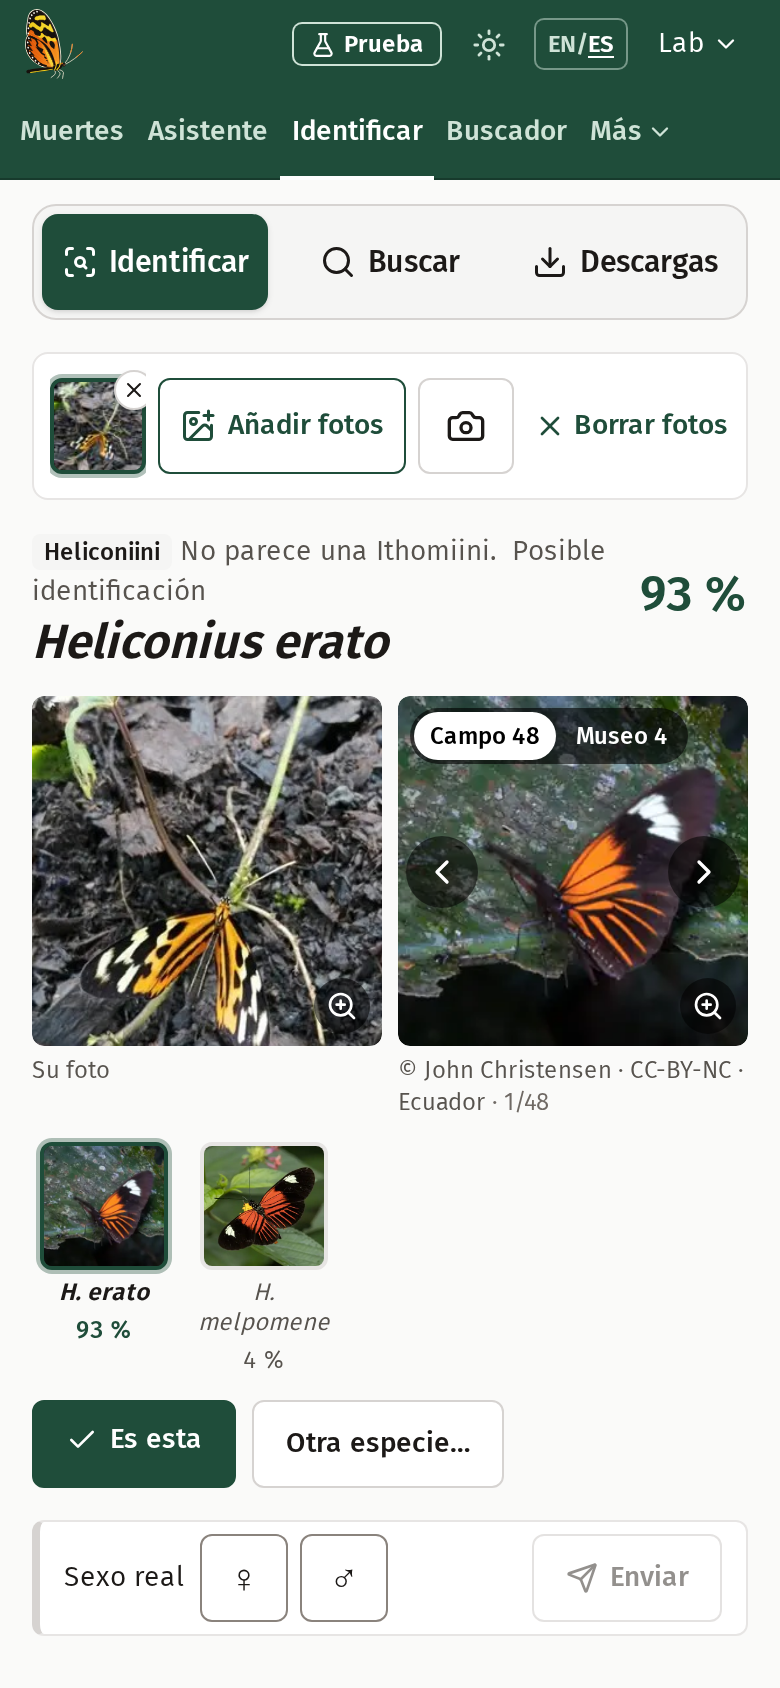 Prueba
EN/ES
Lab
Muertes
Asistente
Identificar
Buscador
Más
Identificar
Buscar
Descargas
Añadir fotos
Borrar fotos
Heliconiini No parece una Ithomiini. Posible
identificación
93 %
Heliconius erato
Campo 48
Museo 4
Su foto
© John Christensen · CC-BY-NC ·
Ecuador · 1/48
H. erato
93 %
H.
melpomene
4 %
Es esta
Otra especie...
Sexo real
♀
♂
Enviar